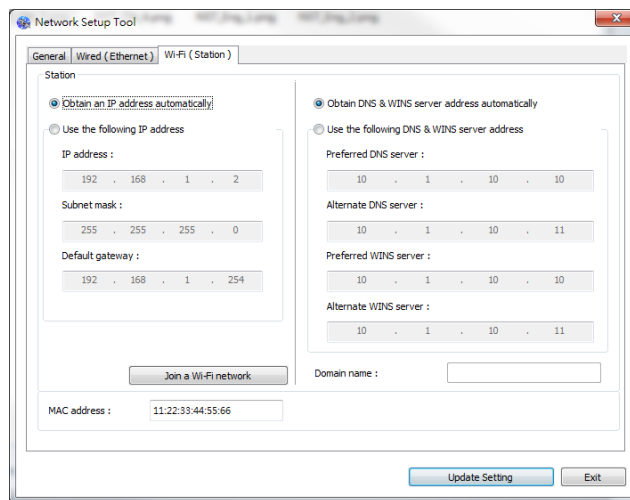 Network Setup Tool
General
Wired ( Ethernet )
Wi-Fi ( Station )
Station
Obtain an IP address automatically
Use the following IP address
IP address :
192 . 168 . 1 . 2
Subnet mask :
255 . 255 . 255 . 0
Default gateway :
192 . 168 . 1 . 254
Join a Wi-Fi network
Obtain DNS & WINS server address automatically
Use the following DNS & WINS server address
Preferred DNS server :
10 . 1 . 10 . 10
Alternate DNS server :
10 . 1 . 10 . 11
Preferred WINS server :
10 . 1 . 10 . 10
Alternate WINS server :
10 . 1 . 10 . 11
Domain name :
MAC address :
11:22:33:44:55:66
Update Setting
Exit